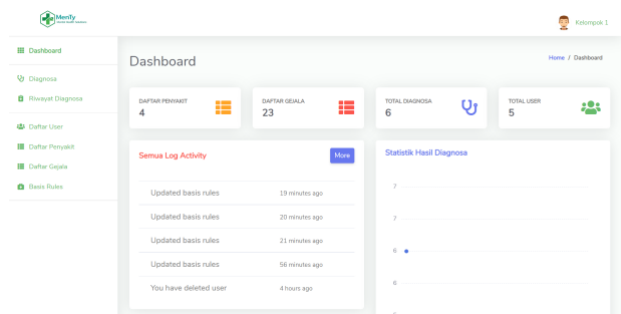 MenTy
Kelompok 1
Dashboard
Diagnosa
Riwayat Diagnosa
Daftar User
Daftar Penyakit
Daftar Gejala
Basis Rules
Dashboard
Home / Dashboard
DAFTAR PENYAKIT
4
DAFTAR GEJALA
23
TOTAL DIAGNOSA
6
TOTAL USER
5
Semua Log Activity
More
Updated basis rules 19 minutes ago
Updated basis rules 20 minutes ago
Updated basis rules 21 minutes ago
Updated basis rules 56 minutes ago
You have deleted user 4 hours ago
Statistik Hasil Diagnosa
7
7
6
6